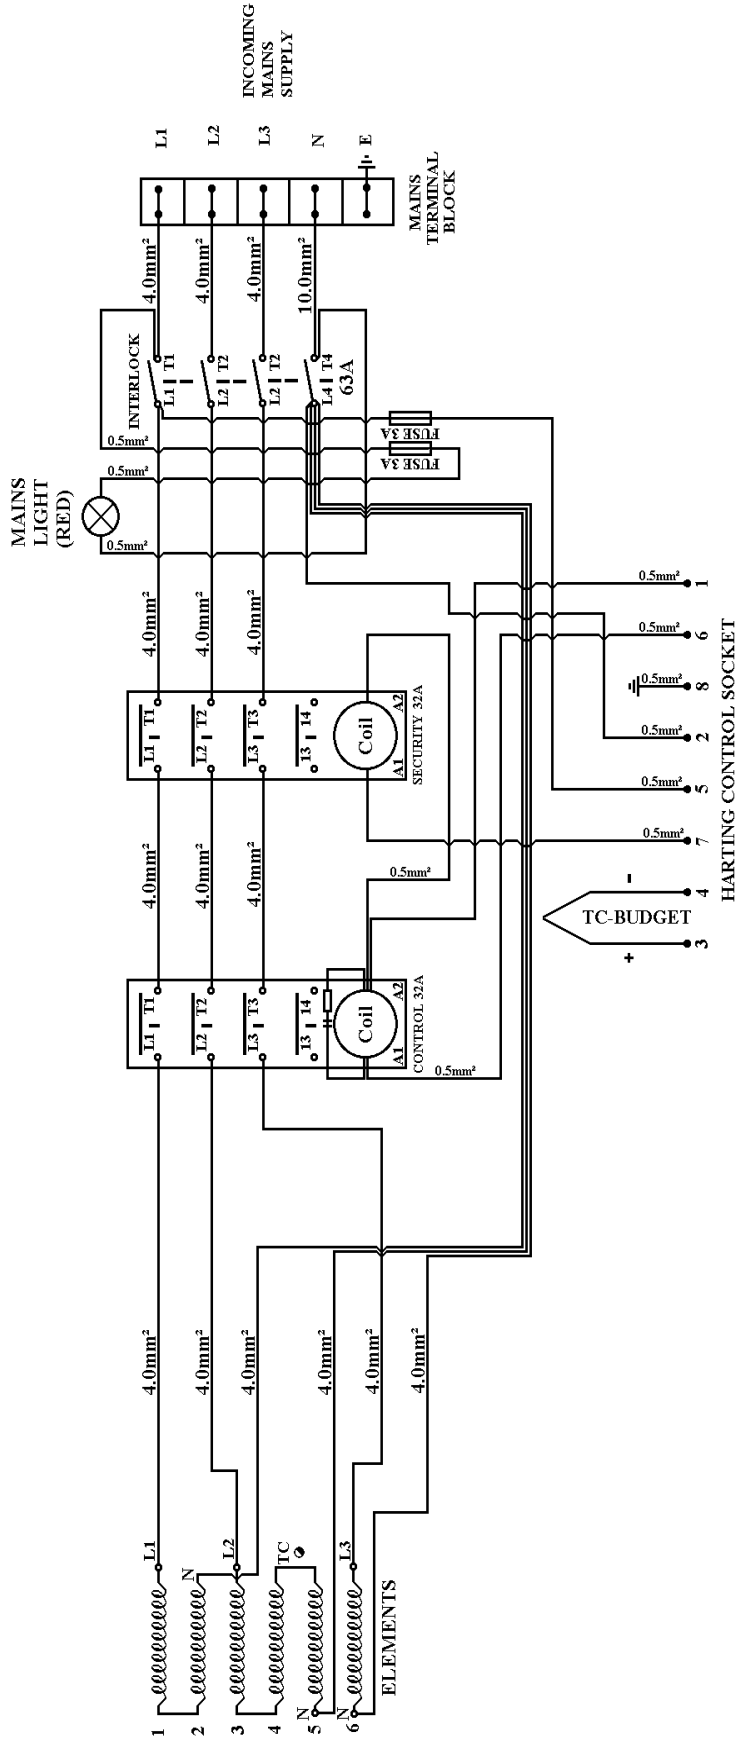 INCOMING
MAINS
SUPPLY
L1
L2
L3
N
E
MAINS
TERMINAL
BLOCK
4.0mm²
4.0mm²
4.0mm²
10.0mm²
INTERLOCK
L1 T1
L2 T2
L2 T2
L4 T4
63A
FUSE 3A
FUSE 3A
0.5mm²
0.5mm²
0.5mm²
MAINS
LIGHT
(RED)
4.0mm²
4.0mm²
4.0mm²
L1 T1
L2 T2
L3 T3
13 14
Coil
A1 A2
SECURITY 32A
4.0mm²
4.0mm²
4.0mm²
0.5mm²
L1 T1
L2 T2
L3 T3
13 14
Coil
A1 A2
CONTROL 32A
0.5mm²
0.5mm² 1
0.5mm² 6
0.5mm² 8
0.5mm² 2
0.5mm² 5
0.5mm² 7
- 4
TC-BUDGET
+ 3
HARTING CONTROL SOCKET
4.0mm²
4.0mm²
4.0mm²
4.0mm²
4.0mm²
4.0mm²
L1
N
L2
TC
L3
1
2
3
4
5 N
6 N
ELEMENTS